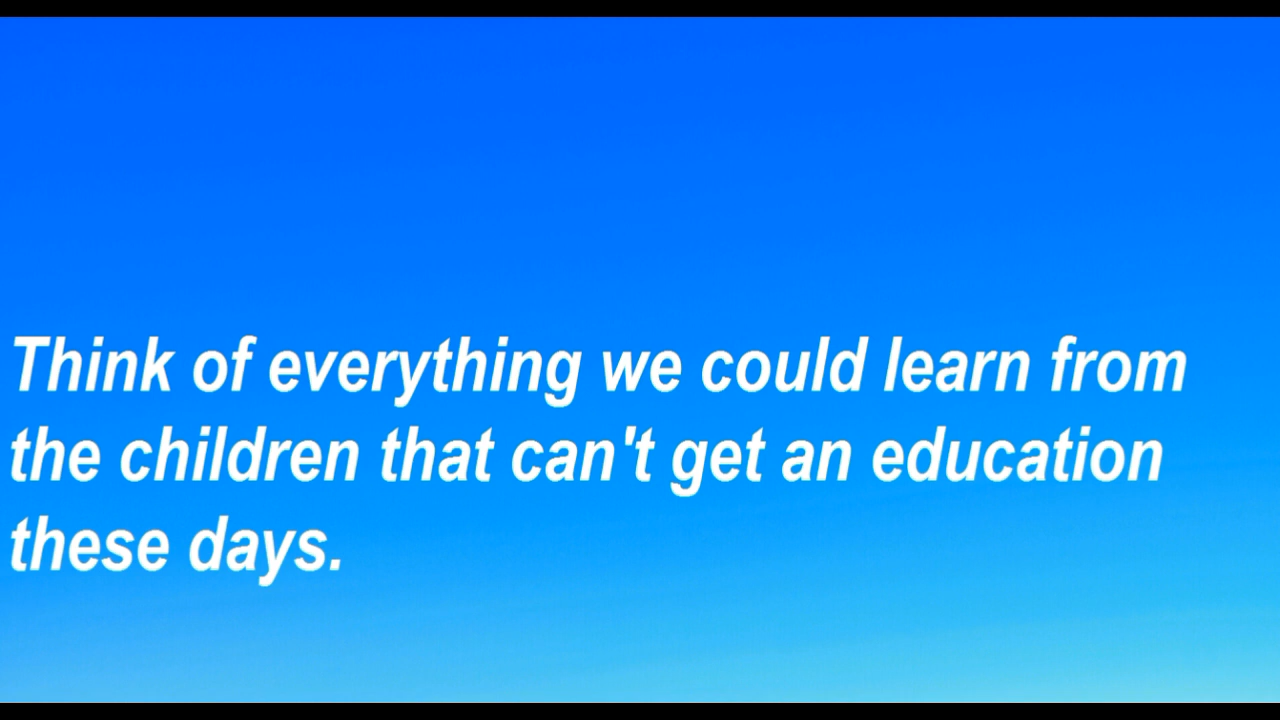 Think of everything we could learn from
the children that can't get an education
these days.